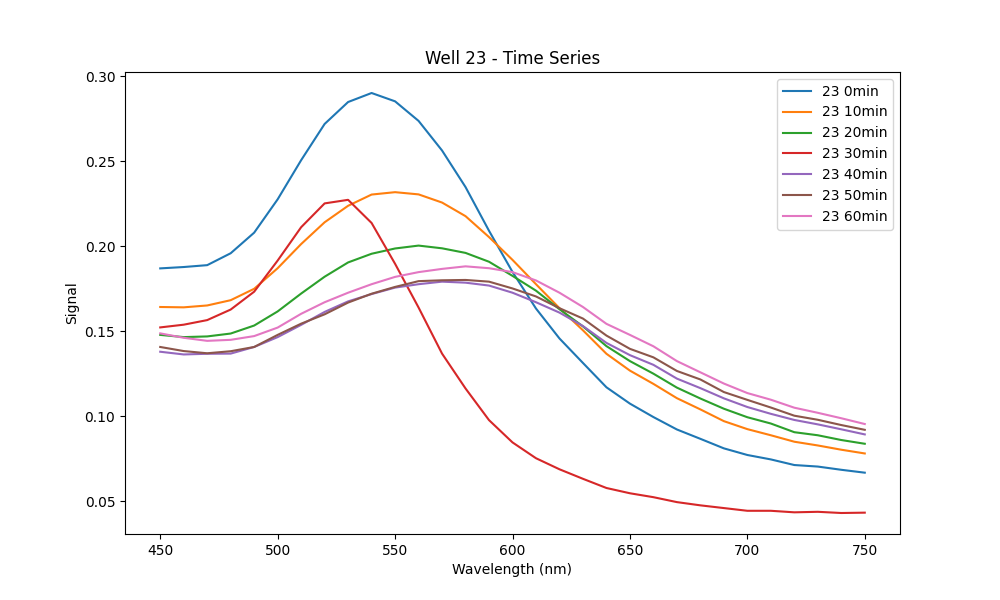 Well 23 - Time Series
0.30
0.25
0.20
0.15
0.10
0.05
Signal
450 500 550 600 650 700 750
Wavelength (nm)
23 0min
23 10min
23 20min
23 30min
23 40min
23 50min
23 60min